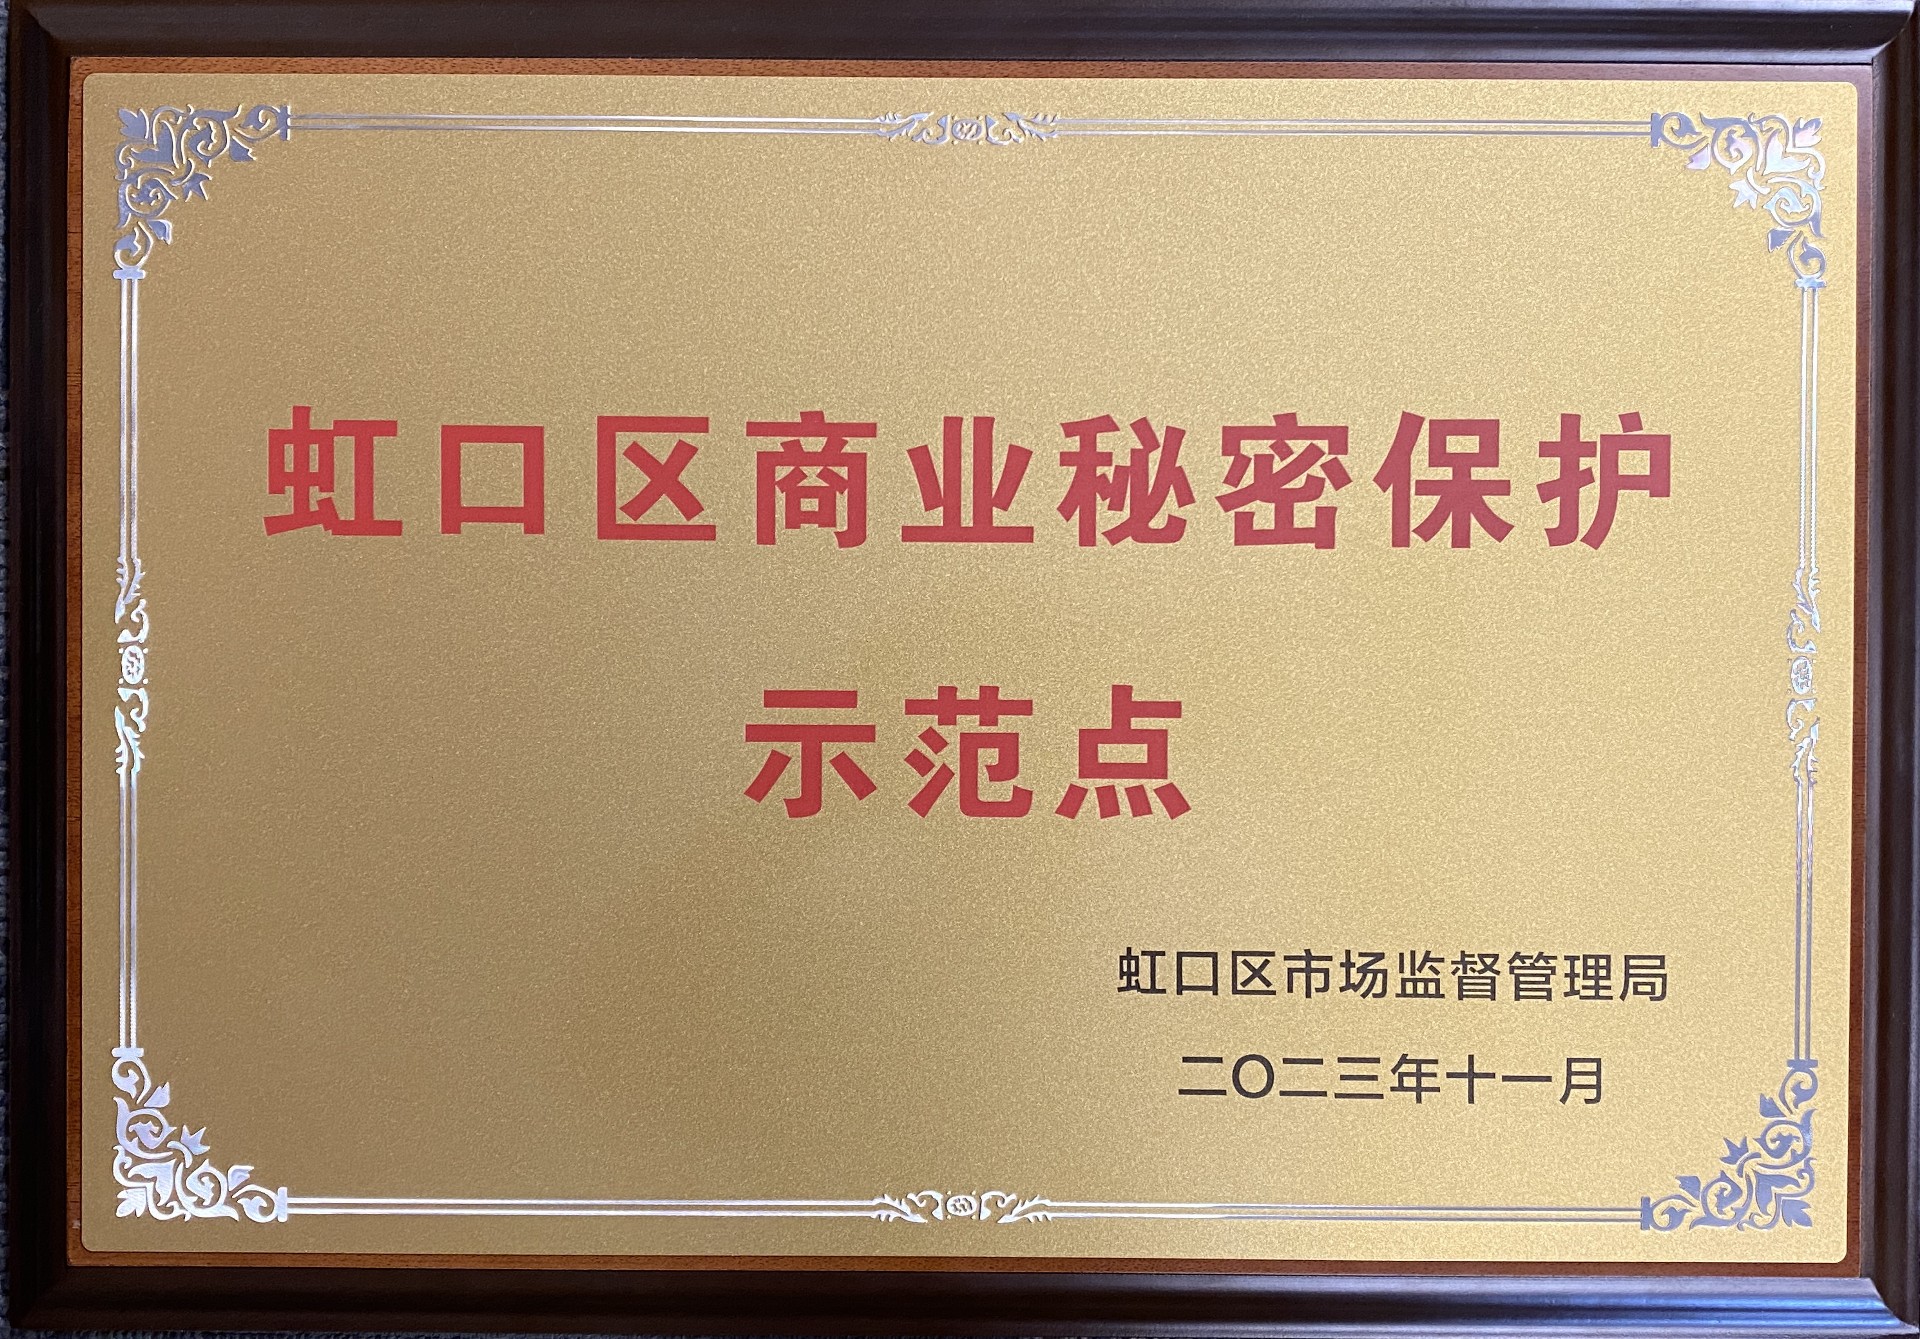 虹口区商业秘密保护
示范点
虹口区市场监督管理局
二〇二三年十一月